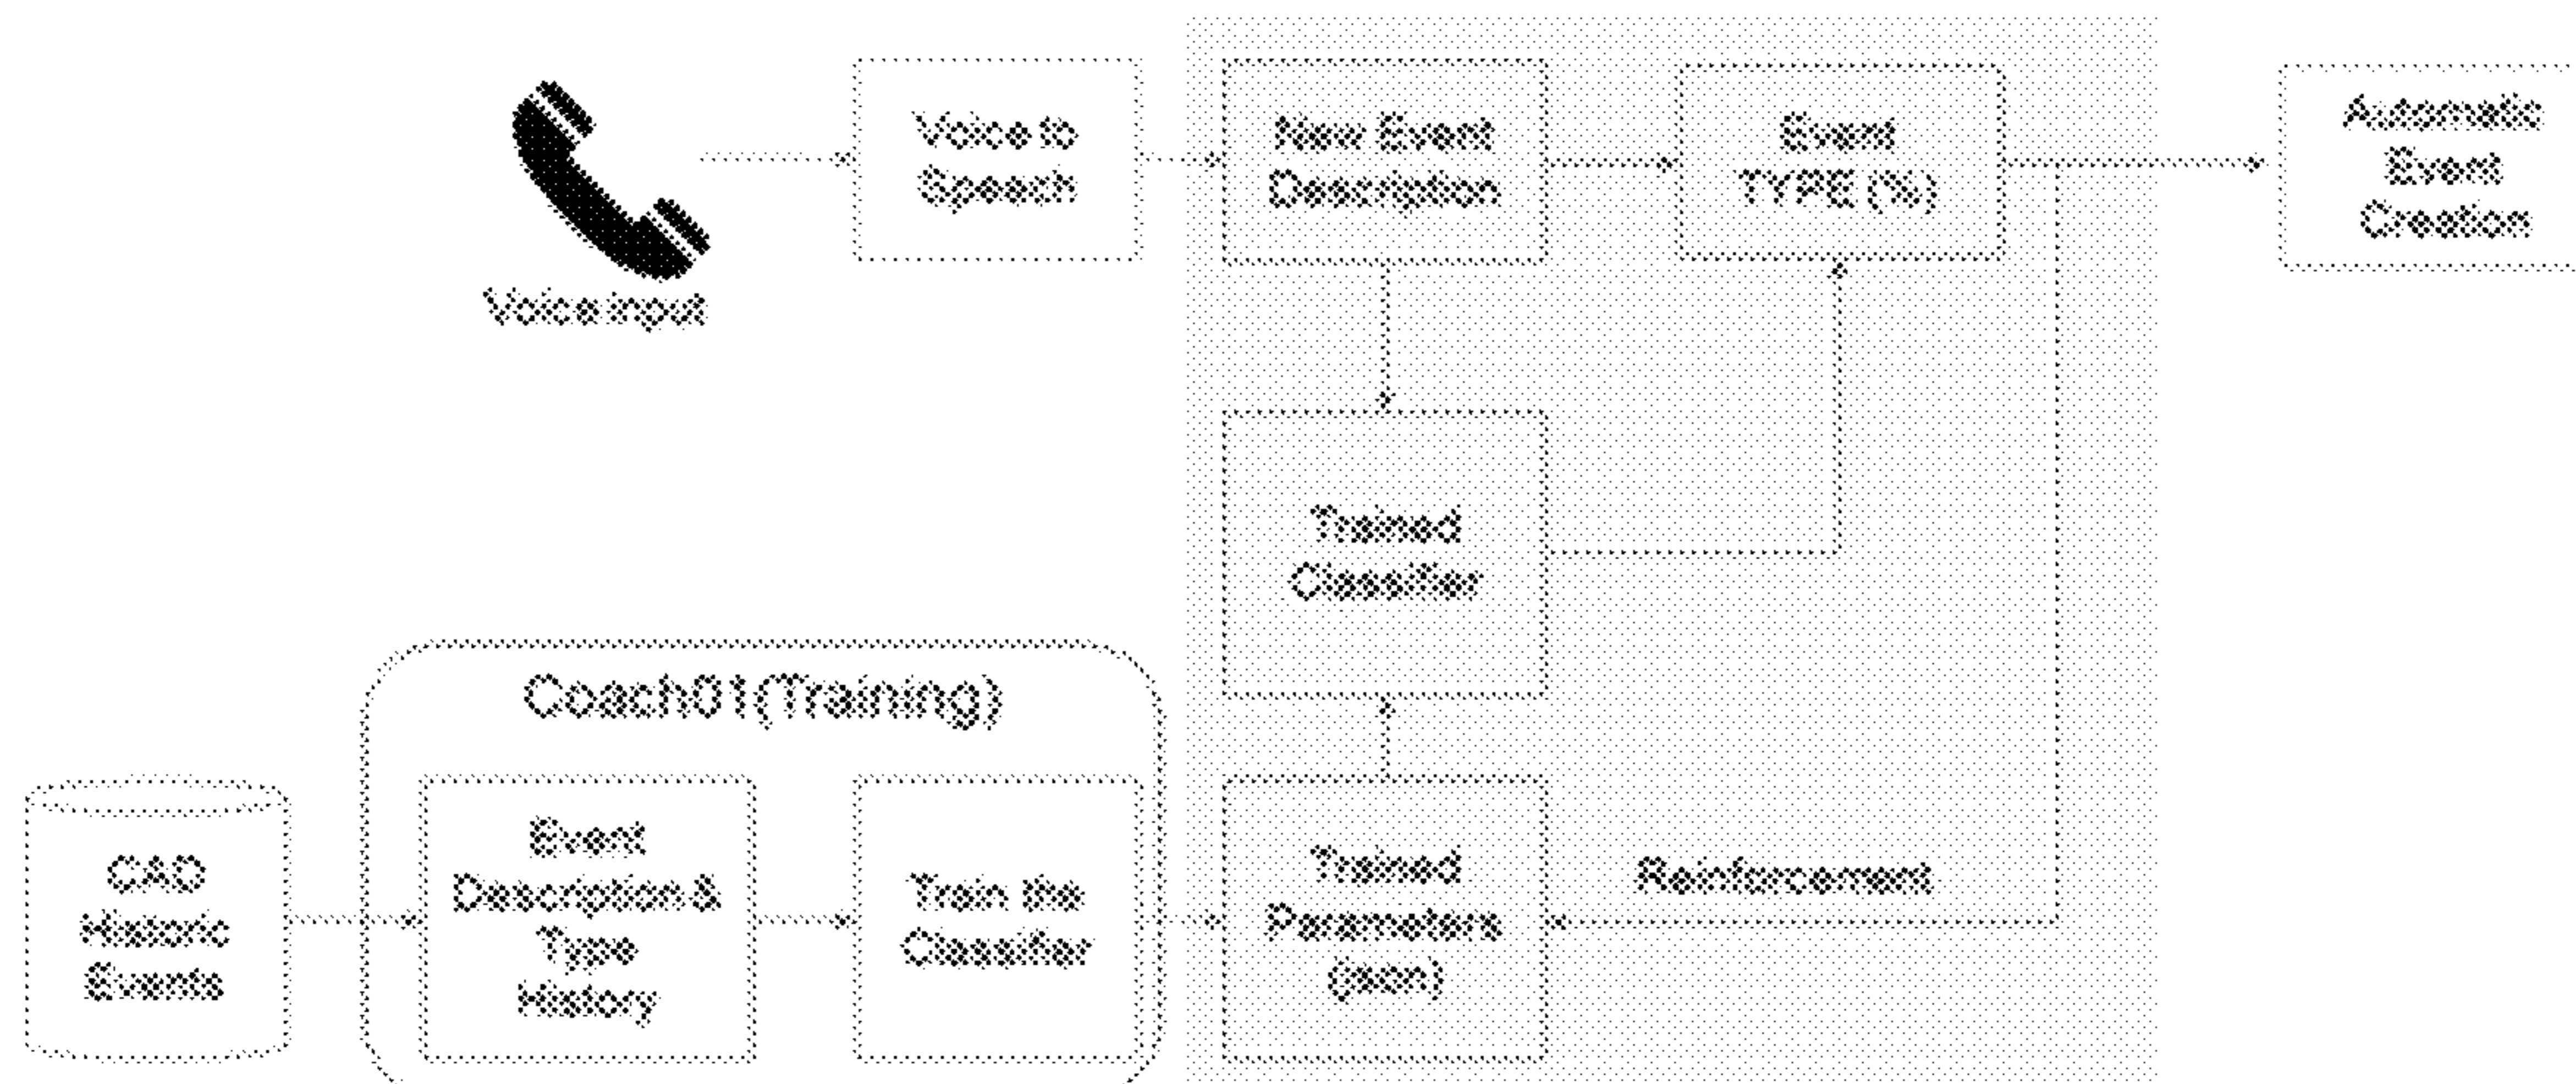 Voice to
Speech
New Event
Description
Event
TYPE (%)
Automatic
Event
Creation
Voice input
Trained
Classifier
Coach01(Training)
CAD
Historic
Events
Event
Description &
Type
History
Train the
Classifier
Trained
Parameters
(json)
Reinforcement